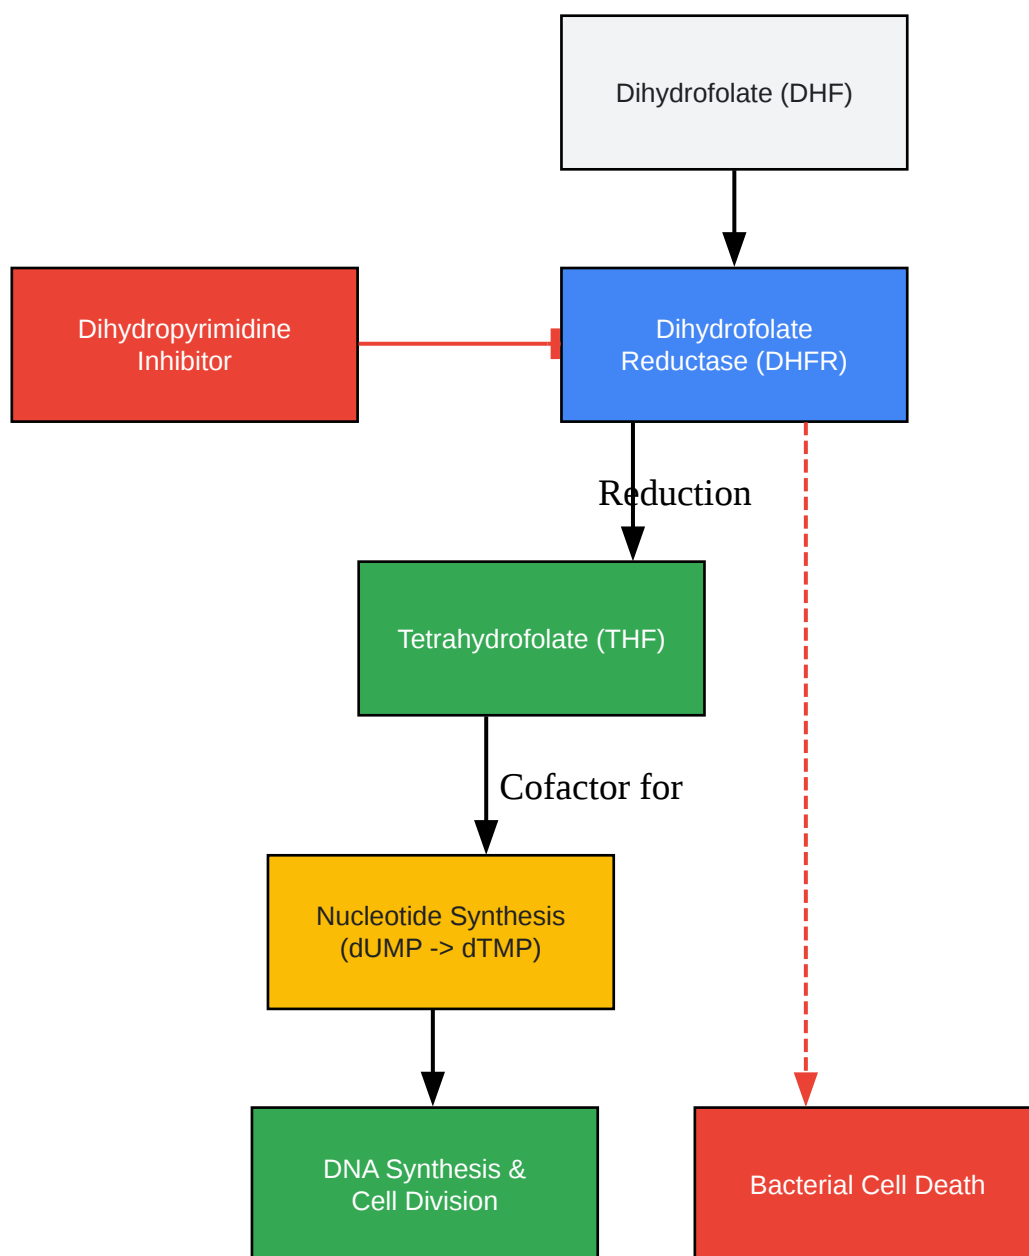 Dihydrofolate (DHF)
Dihydropyrimidine
Inhibitor
Dihydrofolate
Reductase (DHFR)
Reduction
Tetrahydrofolate (THF)
Cofactor for
Nucleotide Synthesis
(dUMP -> dTMP)
DNA Synthesis &
Cell Division
Bacterial Cell Death